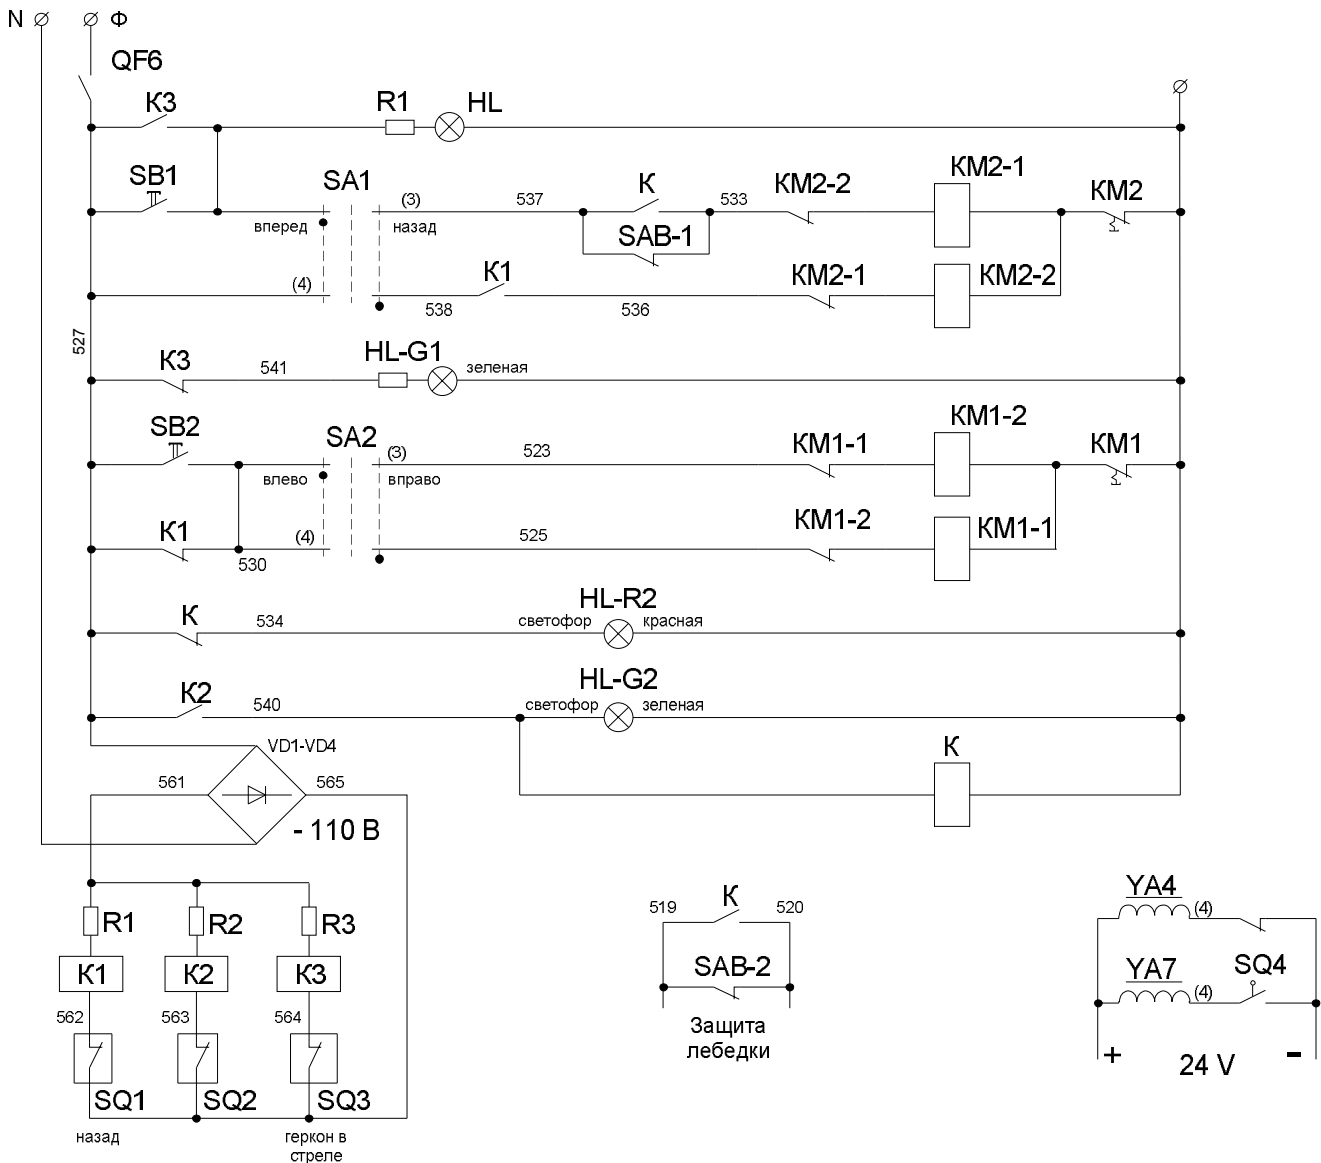 N Ф
QF6
К3 R1 HL
SB1 SA1 (3) 537 К 533 КМ2-2 КМ2-1 КМ2
вперед назад SAB-1
(4) К1 КМ2-1 КМ2-2
538 536
527
К3 541 HL-G1 зеленая
SB2 SA2 (3) 523 КМ1-1 КМ1-2 КМ1
влево вправо
К1 (4) 525 КМ1-2 КМ1-1
530
К 534 HL-R2
светофор красная
К2 540 HL-G2
светофор зеленая
VD1-VD4 К
561 565
- 110 В
R1 R2 R3
К1 К2 К3
562 563 564
SQ1 SQ2 SQ3
назад геркон в
стреле
519 К 520
SAB-2
Защита
лебедки
YA4 (4)
YA7 (4) SQ4
+ 24 V -